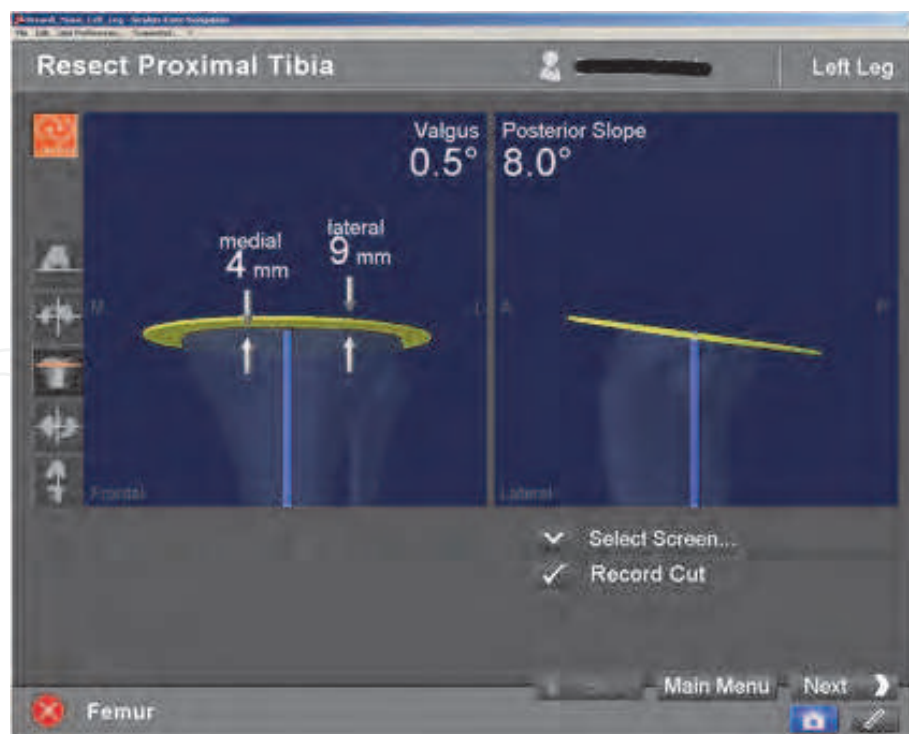 Resect Proximal Tibia
Left Leg
Valgus
0.5°
Posterior Slope
8.0°
medial
4 mm
lateral
9 mm
M
L
A
P
Frontal
Lateral
Select Screen...
Record Cut
Main Menu
Next
Femur